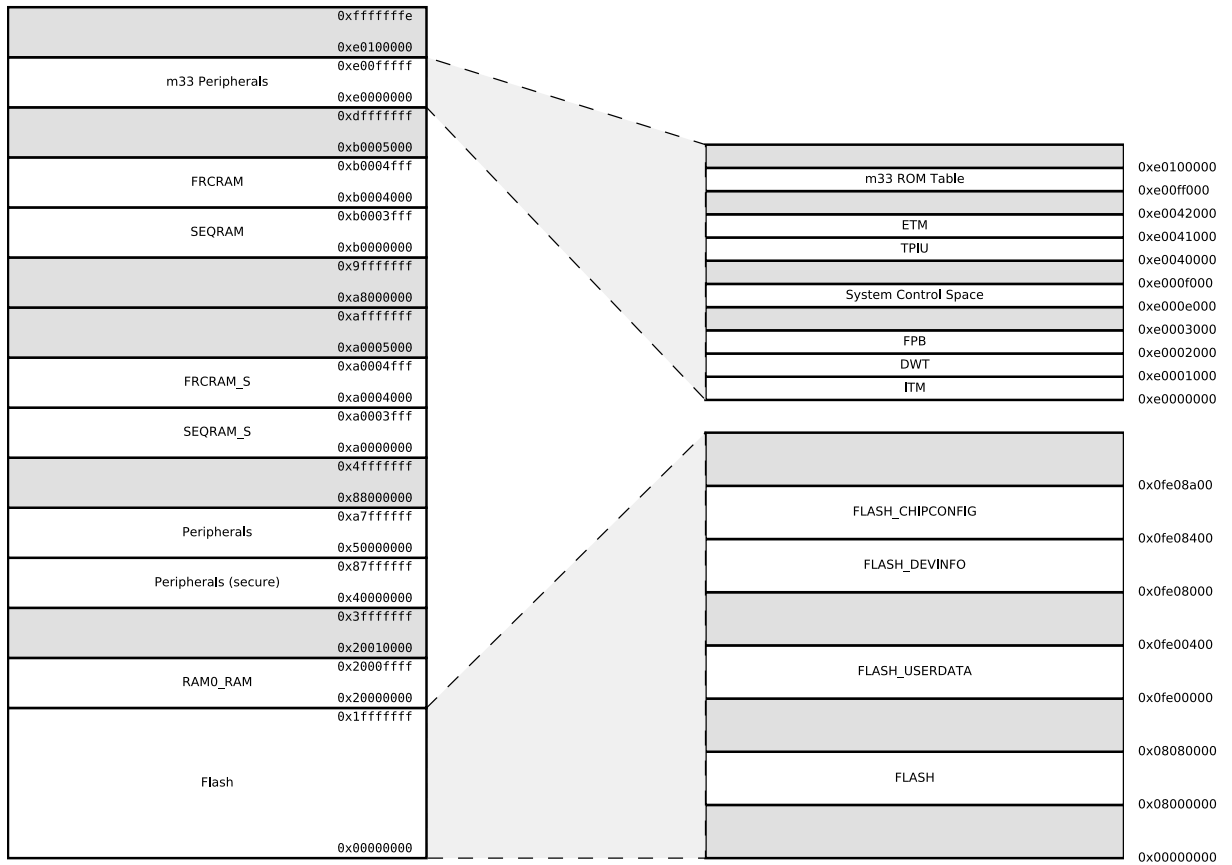 0xfffffffe
0xe0100000
0xe00fffff
m33 Peripherals
0xe0000000
0xdfffffff
0xb0005000
0xb0004fff
FRCRAM
0xb0004000
0xb0003fff
SEQRAM
0xb0000000
0x9fffffff
0xa8000000
0xafffffff
0xa0005000
0xa0004fff
FRCRAM_S
0xa0004000
0xa0003fff
SEQRAM_S
0xa0000000
0x4fffffff
0x88000000
0xa7ffffff
Peripherals
0x50000000
0x87ffffff
Peripherals (secure)
0x40000000
0x3fffffff
0x20010000
0x2000ffff
RAM0_RAM
0x20000000
0x1fffffff
Flash
0x00000000
0xe0100000
m33 ROM Table
0xe00ff000
0xe0042000
ETM
0xe0041000
TPIU
0xe0040000
0xe000f000
System Control Space
0xe000e000
0xe0003000
FPB
0xe0002000
DWT
0xe0001000
ITM
0xe0000000
0x0fe08a00
FLASH_CHIPCONFIG
0x0fe08400
FLASH_DEVINFO
0x0fe08000
0x0fe00400
FLASH_USERDATA
0x0fe00000
0x08080000
FLASH
0x08000000
0x00000000